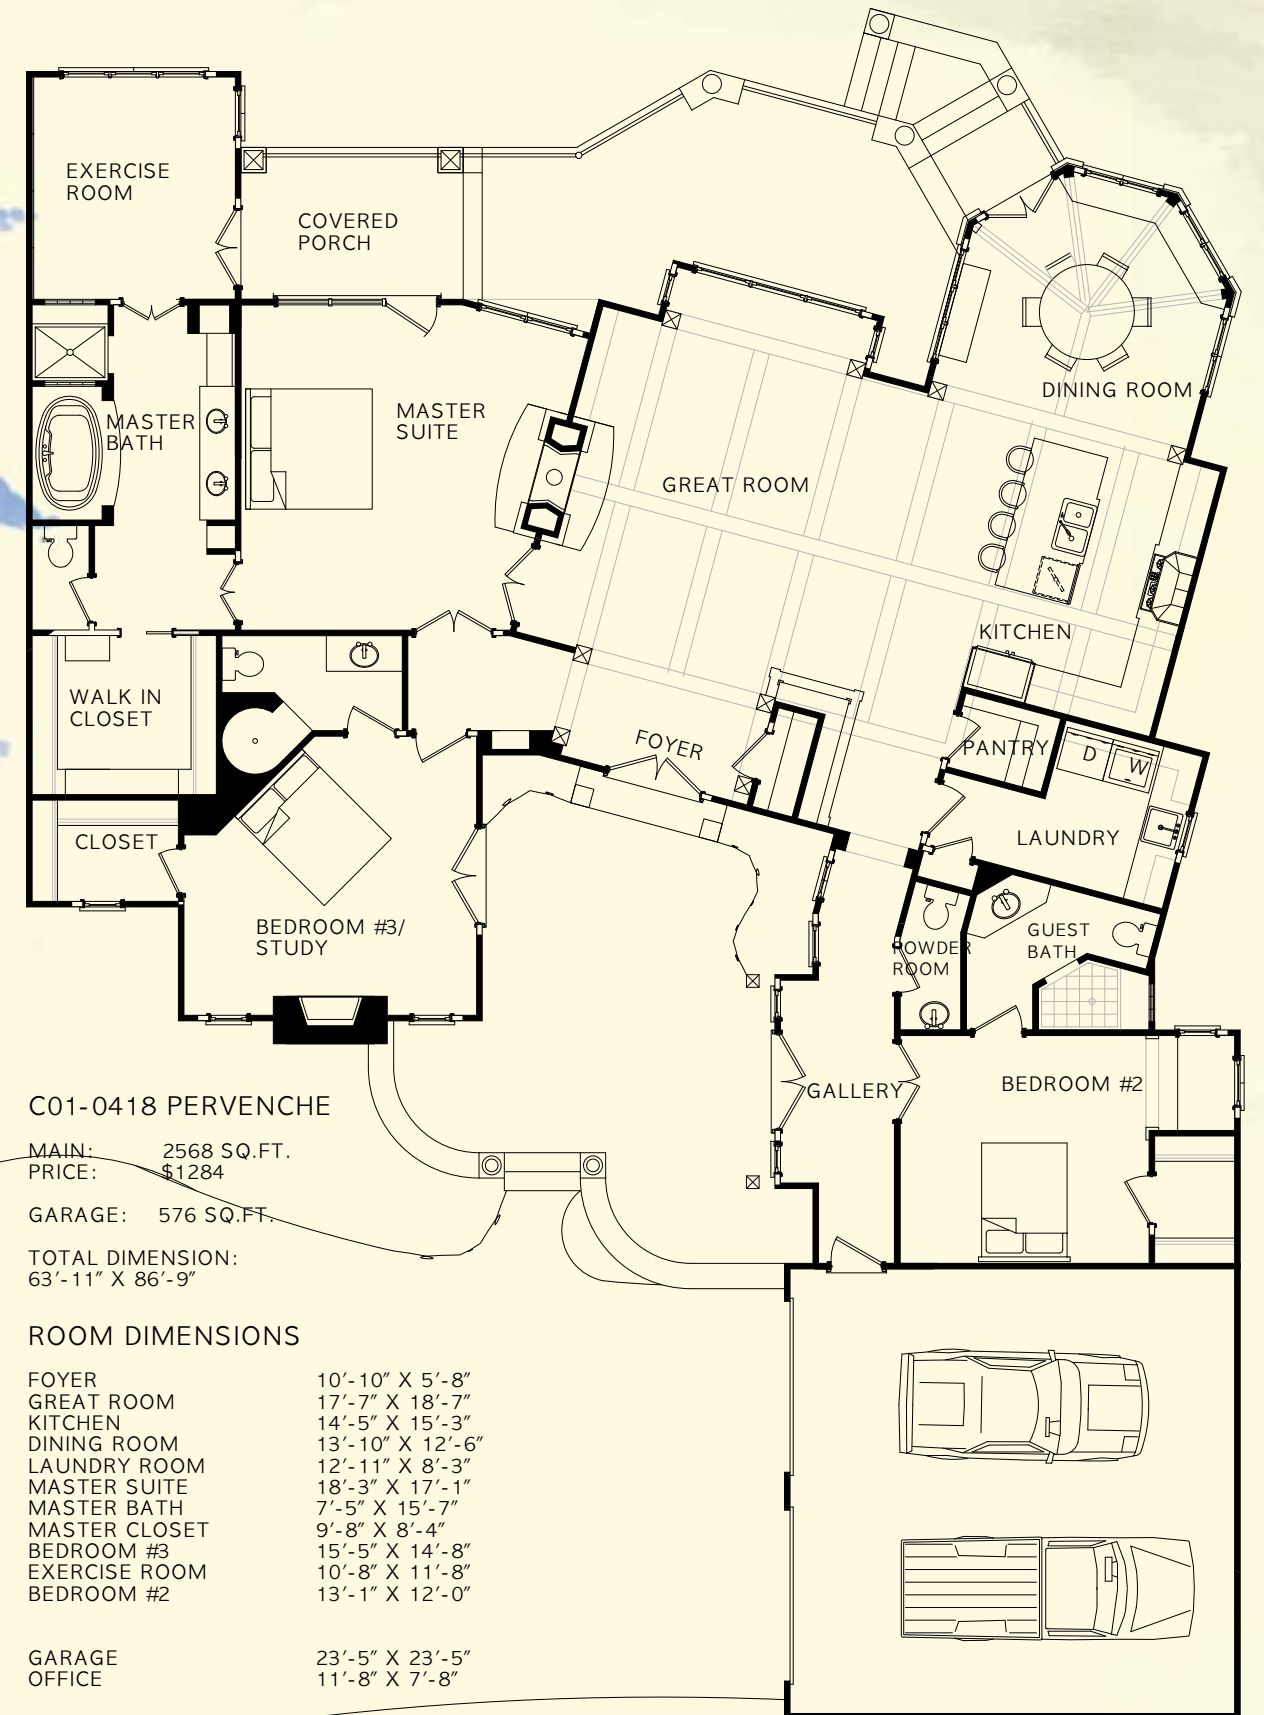 EXERCISE
ROOM
COVERED
PORCH
MASTER
BATH
MASTER
SUITE
GREAT ROOM
DINING ROOM
KITCHEN
WALK IN
CLOSET
FOYER
PANTRY
D
W
LAUNDRY
CLOSET
BEDROOM #3/
STUDY
POWDER
ROOM
GUEST
BATH
GALLERY
BEDROOM #2
C01-0418 PERVENCHE
MAIN: 2568 SQ.FT.
PRICE: $1284
GARAGE: 576 SQ.FT.
TOTAL DIMENSION:
63'-11" X 86'-9"
ROOM DIMENSIONS
FOYER 10'-10" X 5'-8"
GREAT ROOM 17'-7" X 18'-7"
KITCHEN 14'-5" X 15'-3"
DINING ROOM 13'-10" X 12'-6"
LAUNDRY ROOM 12'-11" X 8'-3"
MASTER SUITE 18'-3" X 17'-1"
MASTER BATH 7'-5" X 15'-7"
MASTER CLOSET 9'-8" X 8'-4"
BEDROOM #3 15'-5" X 14'-8"
EXERCISE ROOM 10'-8" X 11'-8"
BEDROOM #2 13'-1" X 12'-0"
GARAGE 23'-5" X 23'-5"
OFFICE 11'-8" X 7'-8"